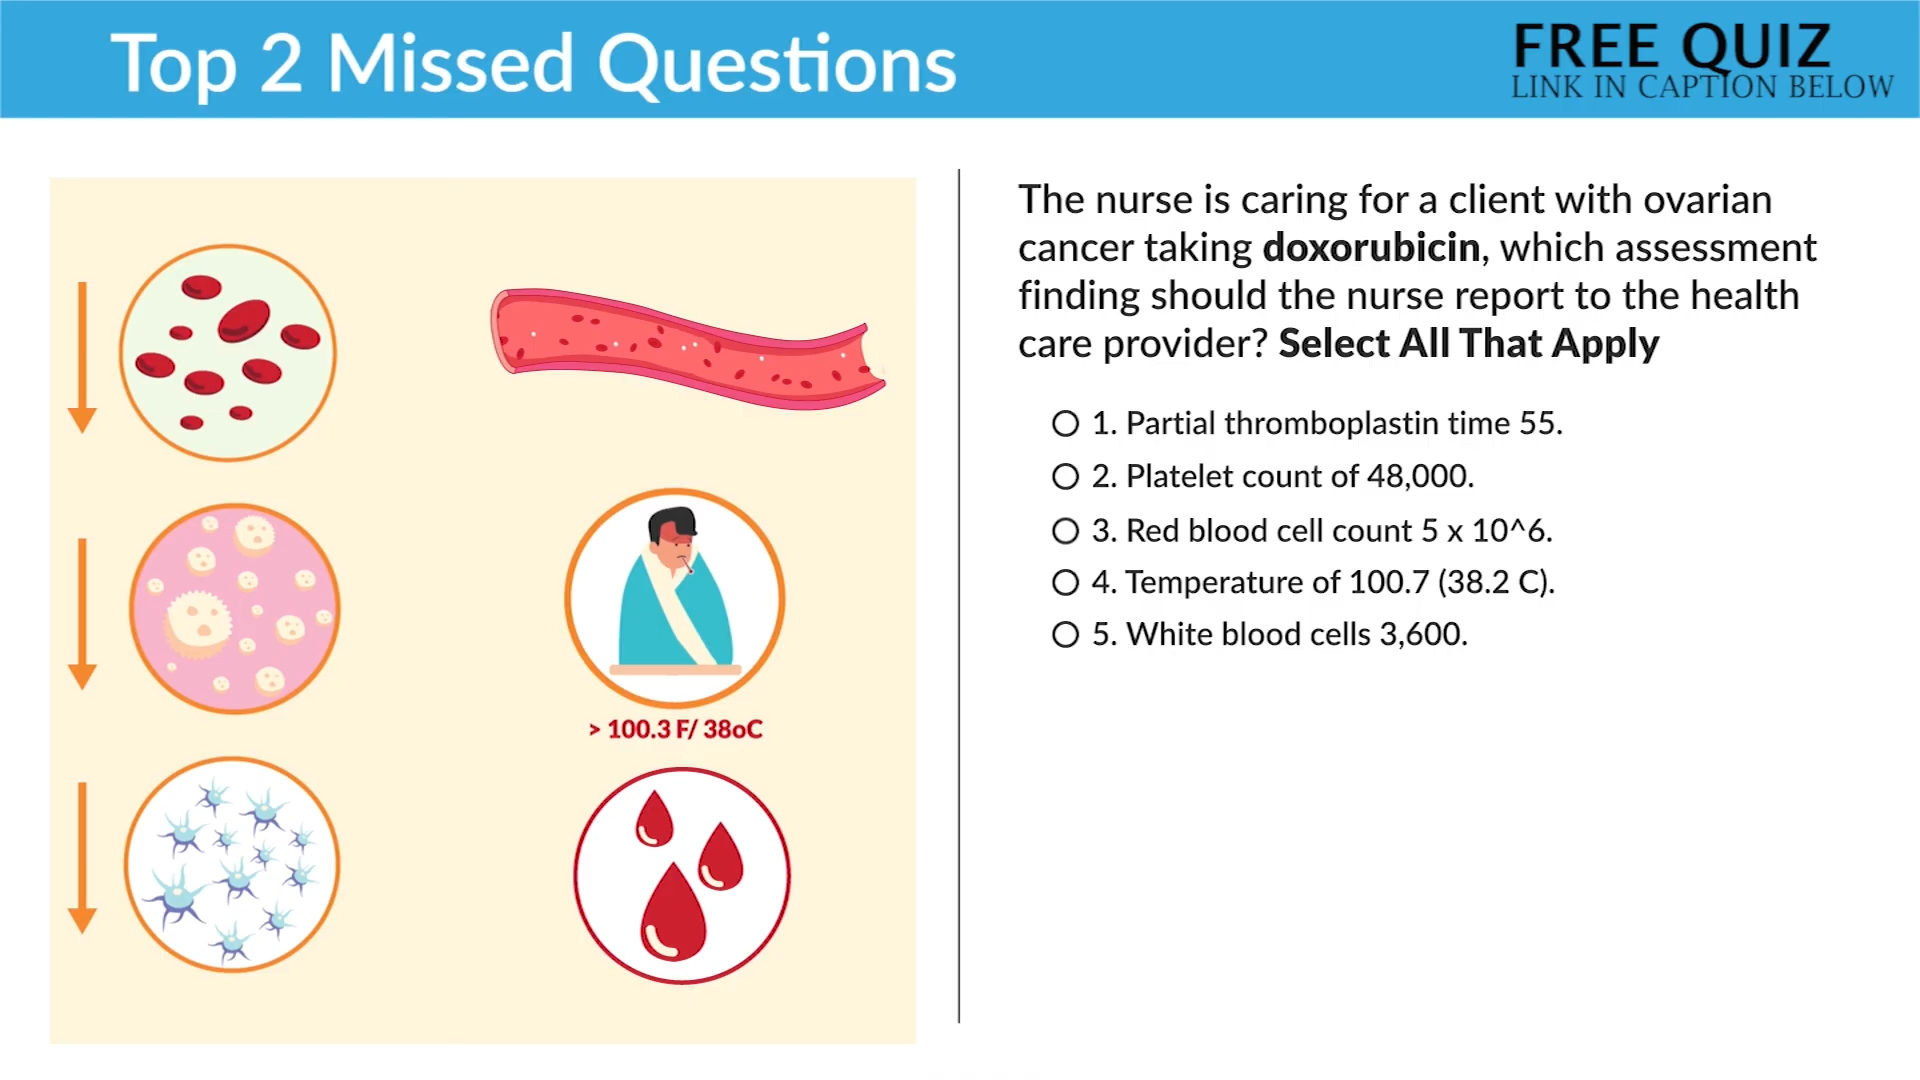 Top 2 Missed Questions
FREE QUIZ
LINK IN CAPTION BELOW
> 100.3 F/ 38oC
The nurse is caring for a client with ovarian
cancer taking doxorubicin, which assessment
finding should the nurse report to the health
care provider? Select All That Apply
1. Partial thromboplastin time 55.
2. Platelet count of 48,000.
3. Red blood cell count 5 x 10^6.
4. Temperature of 100.7 (38.2 C).
5. White blood cells 3,600.